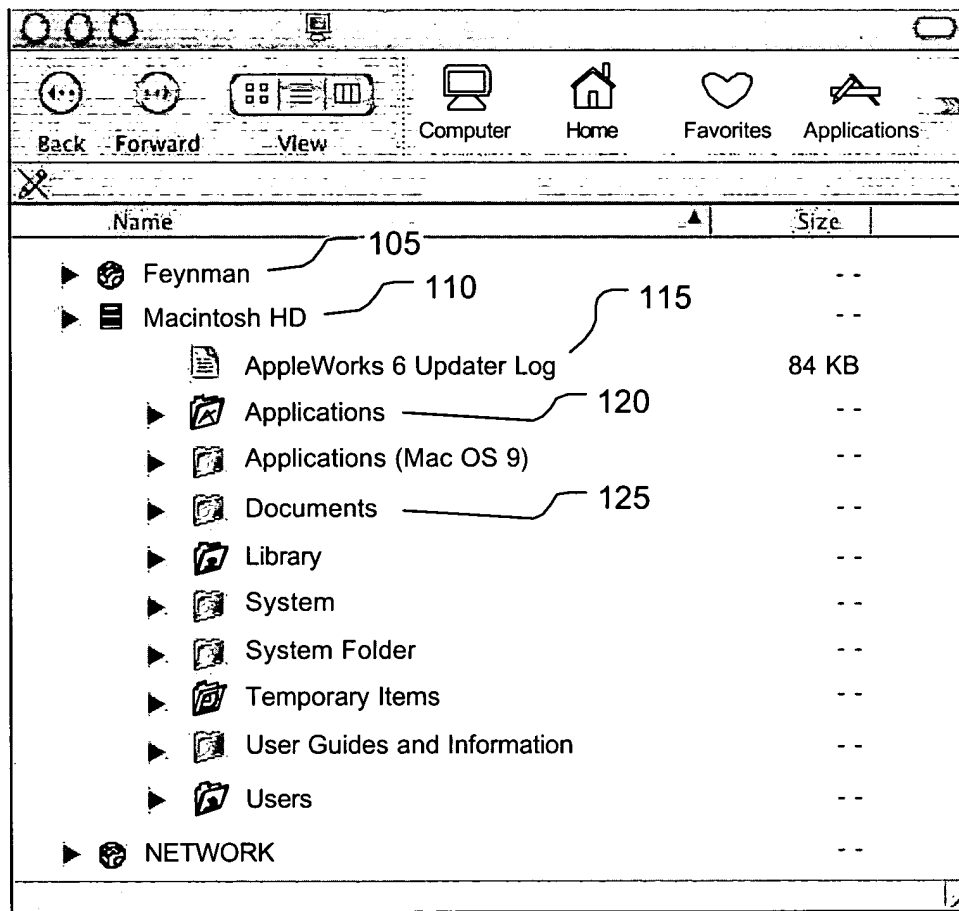 Back Forward View Computer Home Favorites Applications
Name Size
105
Feynman - -
110
Macintosh HD - -
115
AppleWorks 6 Updater Log 84 KB
Applications 120 - -
Applications (Mac OS 9) - -
Documents 125 - -
Library - -
System - -
System Folder - -
Temporary Items - -
User Guides and Information - -
Users - -
NETWORK - -